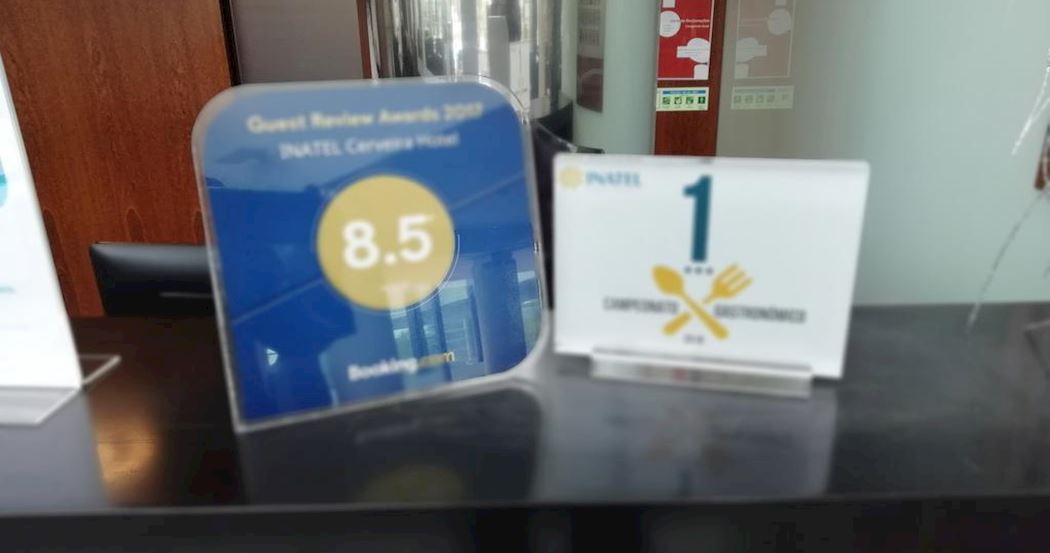 Guest Review Awards 2017
INATEL Cerveira Hotel
8.5
Booking.com
INATEL
1
CAMPEONATO GASTRONÓMICO